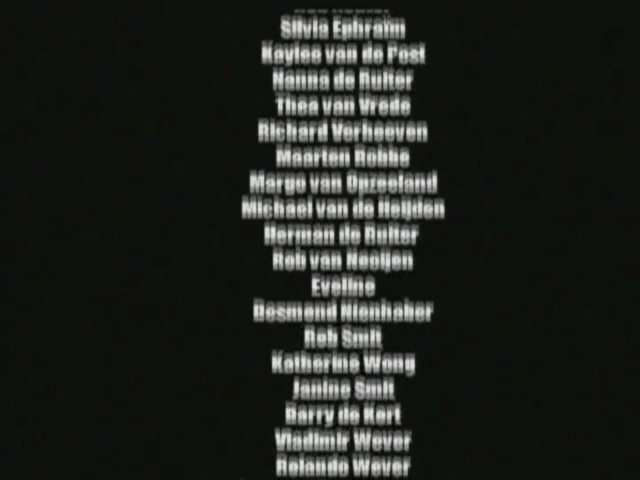 Silvia Ephraim
Kaylee van de Post
Hanna de Ruiter
Thea van Vrede
Richard Verhoeven
Maarten Robbe
Margo van Opzeeland
Michael van de Heijden
Herman de Ruiter
Rob van Nooijen
Eveline
Desmond Nienhaber
Rob Smit
Katherine Wong
Janine Smit
Barry de Kort
Vladimir Wever
Rolando Wever